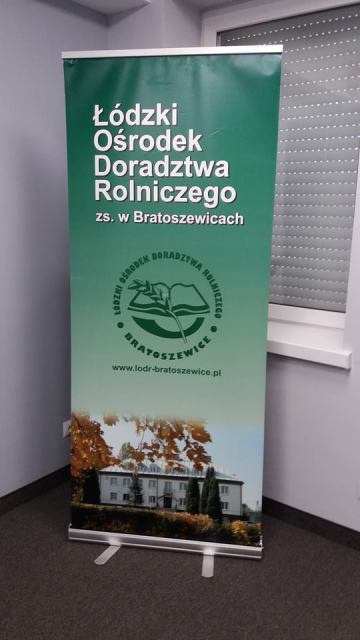 Łódzki
Ośrodek
Doradztwa
Rolniczego
zs. w Bratoszewicach
ŁÓDZKI OŚRODEK DORADZTWA ROLNICZEGO
• BRATOSZEWICE •
www.lodr-bratoszewice.pl